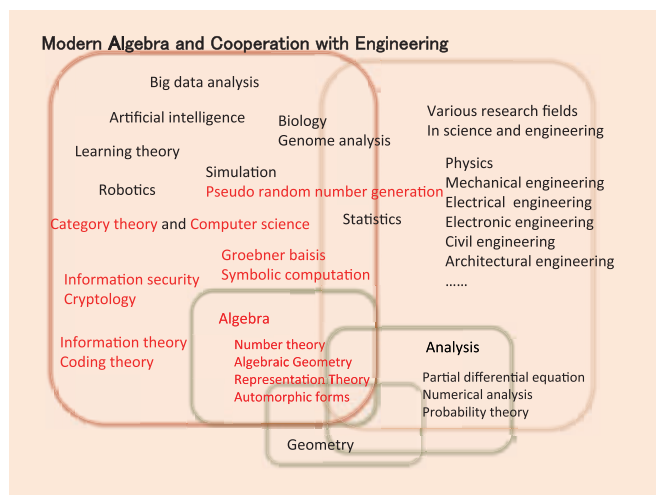 Modern Algebra and Cooperation with Engineering
Big data analysis
Artificial intelligence
Biology
Genome analysis
Learning theory
Simulation
Robotics
Pseudo random number generation
Category theory and Computer science
Statistics
Groebner baisis
Symbolic computation
Information security
Cryptology
Information theory
Coding theory
Various research fields
In science and engineering
Physics
Mechanical engineering
Electrical engineering
Electronic engineering
Civil engineering
Architectural engineering
......
Algebra
Number theory
Algebraic Geometry
Representation Theory
Automorphic forms
Analysis
Partial differential equation
Numerical analysis
Probability theory
Geometry